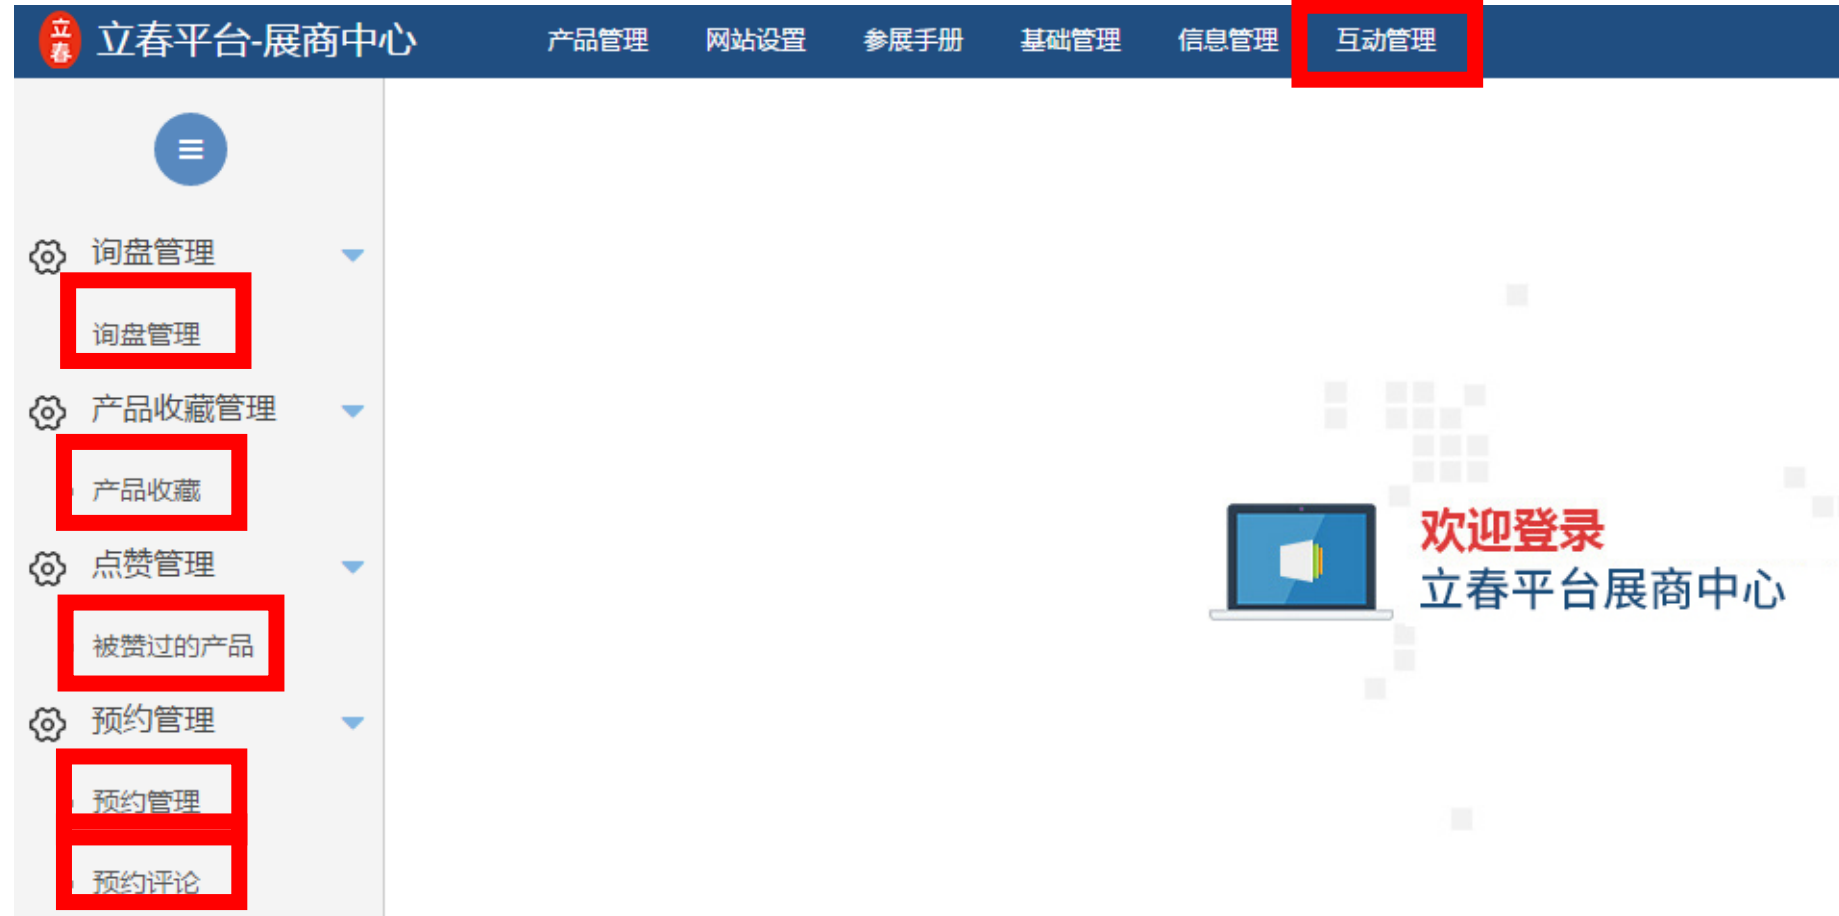 立春
立春平台-展商中心 产品管理 网站设置 参展手册 基础管理 信息管理 互动管理
询盘管理
询盘管理
产品收藏管理
产品收藏
点赞管理
被赞过的产品
预约管理
预约管理
预约评论
欢迎登录
立春平台展商中心